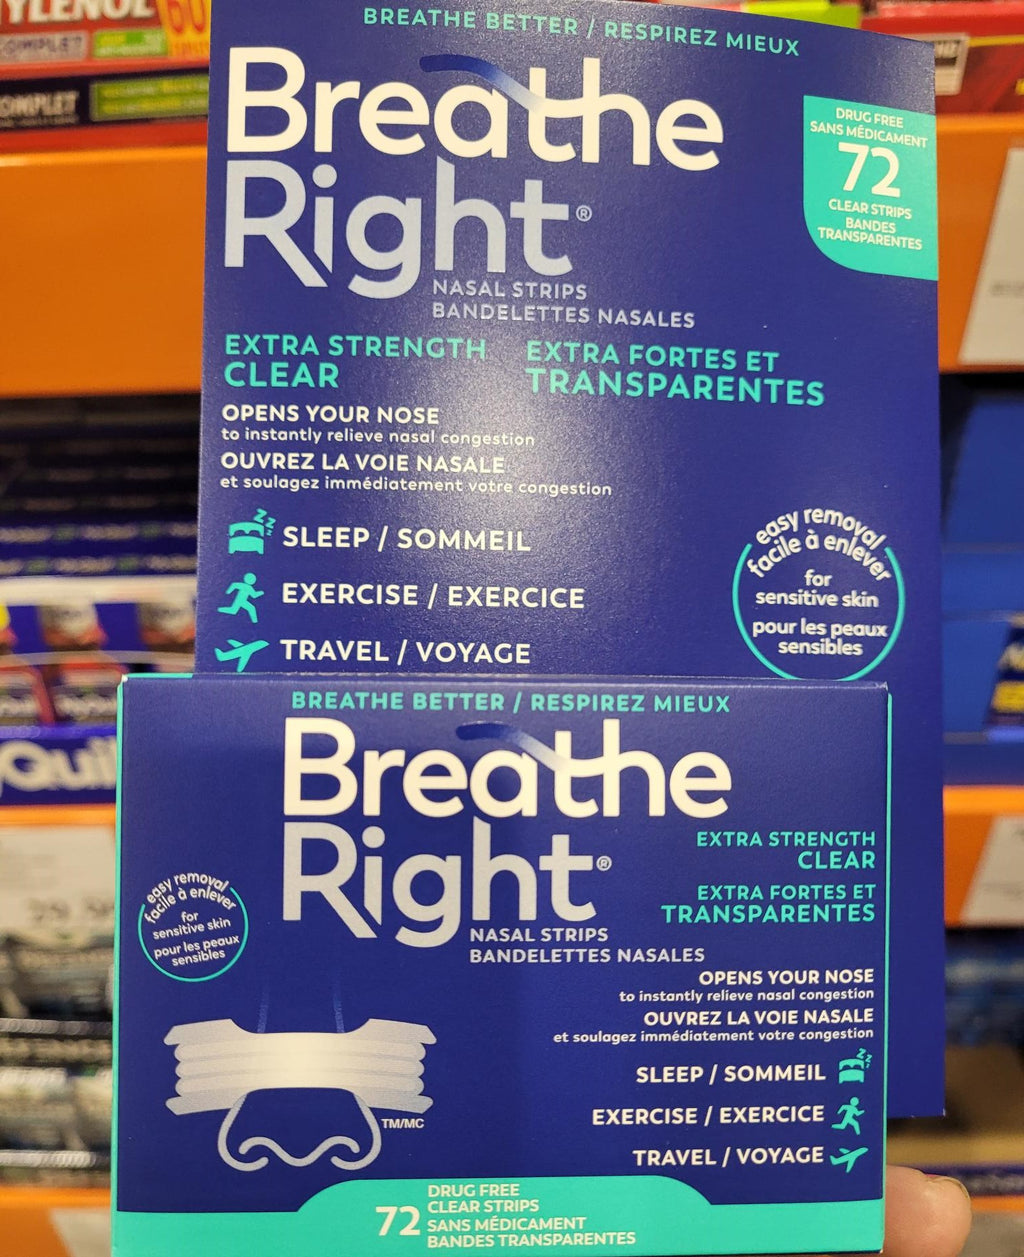 TYLENOL
COMPLET
COMPLET
BREATHE BETTER / RESPIREZ MIEUX
Breathe
Right®
NASAL STRIPS
BANDELETTES NASALES
DRUG FREE
SANS MÉDICAMENT
72
CLEAR STRIPS
BANDES
TRANSPARENTES
EXTRA STRENGTH
CLEAR
EXTRA FORTES ET
TRANSPARENTES
OPENS YOUR NOSE
to instantly relieve nasal congestion
OUVREZ LA VOIE NASALE
et soulagez immédiatement votre congestion
SLEEP / SOMMEIL
EXERCISE / EXERCICE
TRAVEL / VOYAGE
easy removal
facile à enlever
for
sensitive skin
pour les peaux
sensibles
BREATHE BETTER / RESPIREZ MIEUX
Breathe
Right®
NASAL STRIPS
BANDELETTES NASALES
EXTRA STRENGTH
CLEAR
EXTRA FORTES ET
TRANSPARENTES
easy removal
facile à enlever
for
sensitive skin
pour les peaux
sensibles
OPENS YOUR NOSE
to instantly relieve nasal congestion
OUVREZ LA VOIE NASALE
et soulagez immédiatement votre congestion
SLEEP / SOMMEIL
EXERCISE / EXERCICE
TRAVEL / VOYAGE
TM/MC
72
DRUG FREE
CLEAR STRIPS
SANS MÉDICAMENT
BANDES TRANSPARENTES